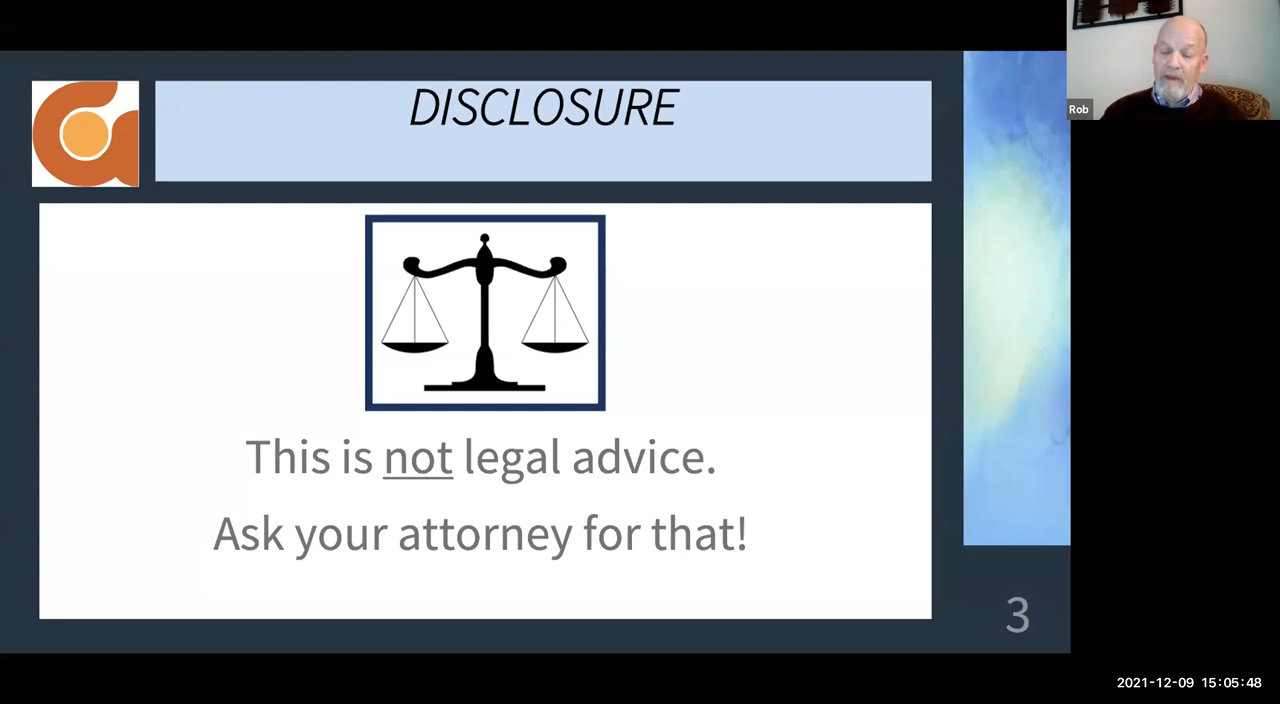 DISCLOSURE
Rob
This is not legal advice.
Ask your attorney for that!
3
2021-12-09 15:05:48